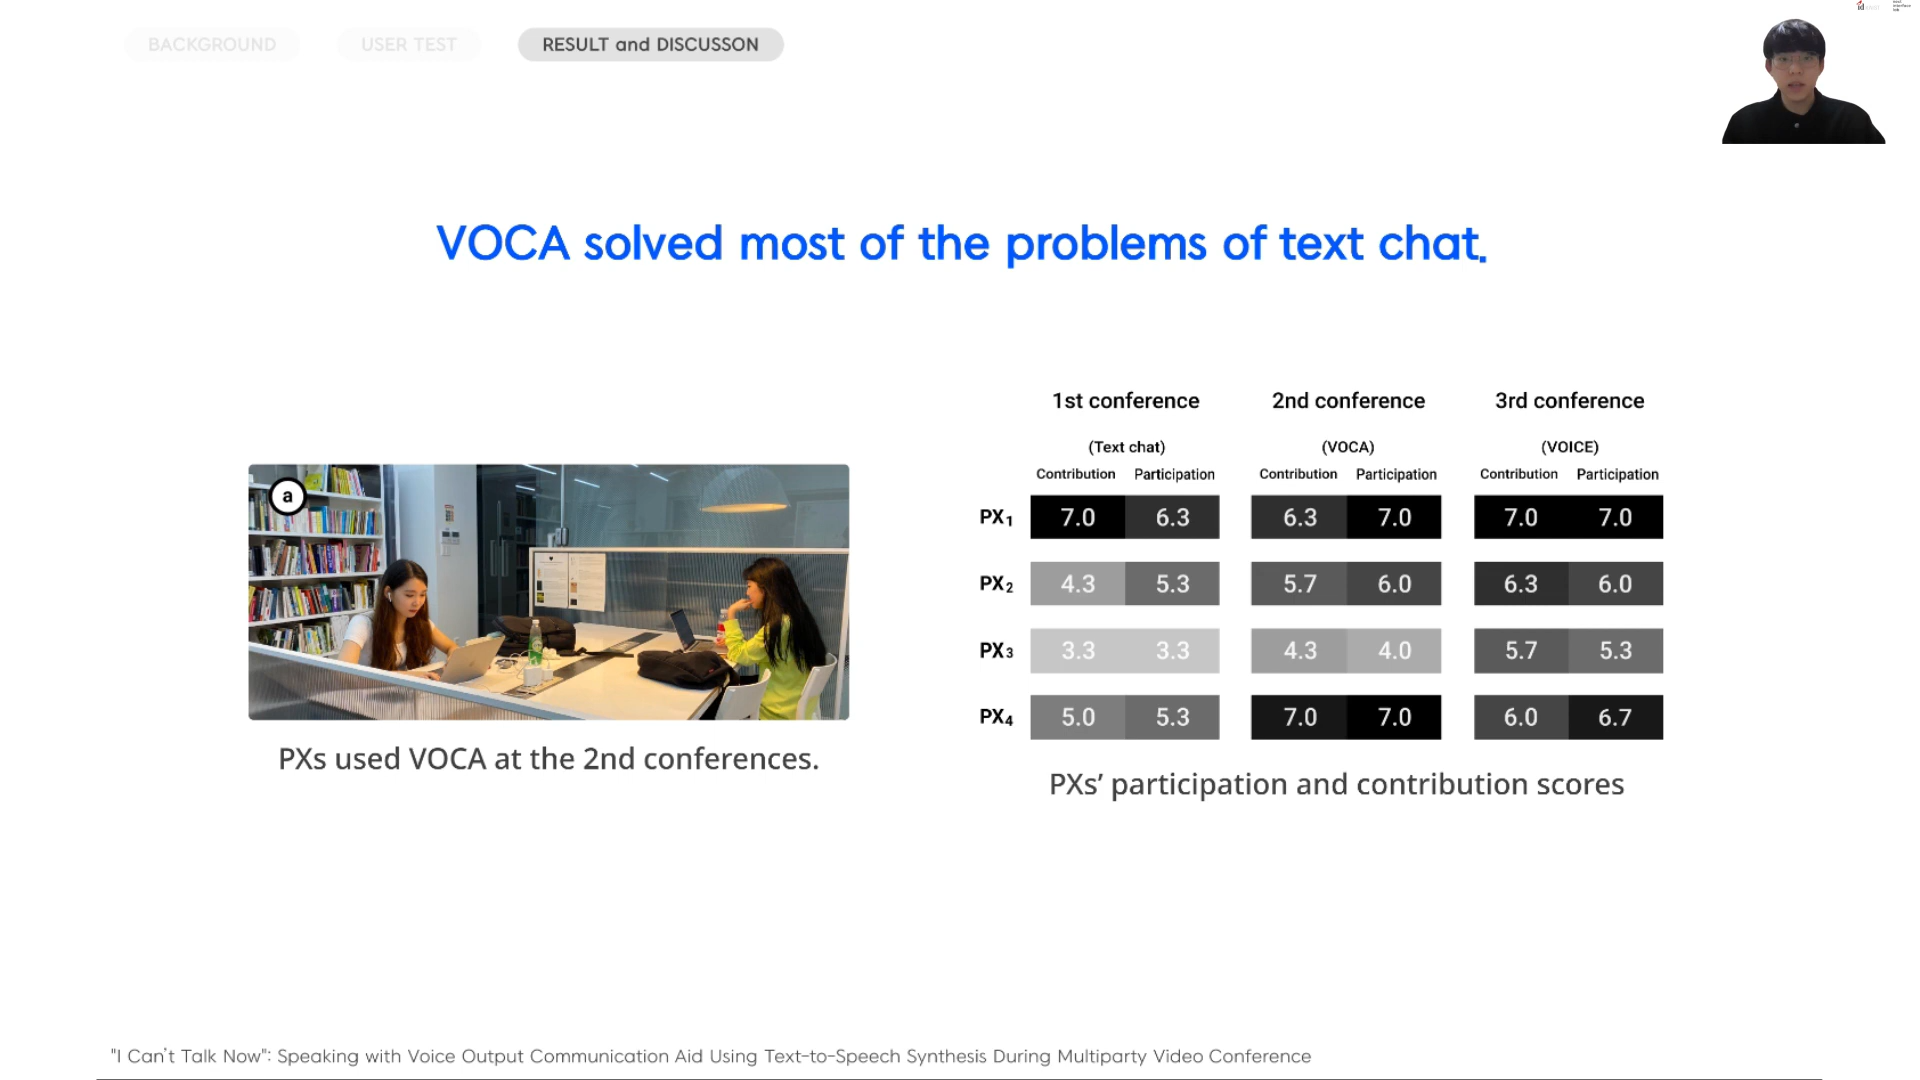 BACKGROUND
USER TEST
RESULT and DISCUSSON
VOCA solved most of the problems of text chat.
a
PXs used VOCA at the 2nd conferences.
1st conference 2nd conference 3rd conference
(Text chat) (VOCA) (VOICE)
Contribution Participation Contribution Participation Contribution Participation
PX1 7.0 6.3 6.3 7.0 7.0 7.0
PX2 4.3 5.3 5.7 6.0 6.3 6.0
PX3 3.3 3.3 4.3 4.0 5.7 5.3
PX4 5.0 5.3 7.0 7.0 6.0 6.7
PXs’ participation and contribution scores
"I Can't Talk Now": Speaking with Voice Output Communication Aid Using Text-to-Speech Synthesis During Multiparty Video Conference